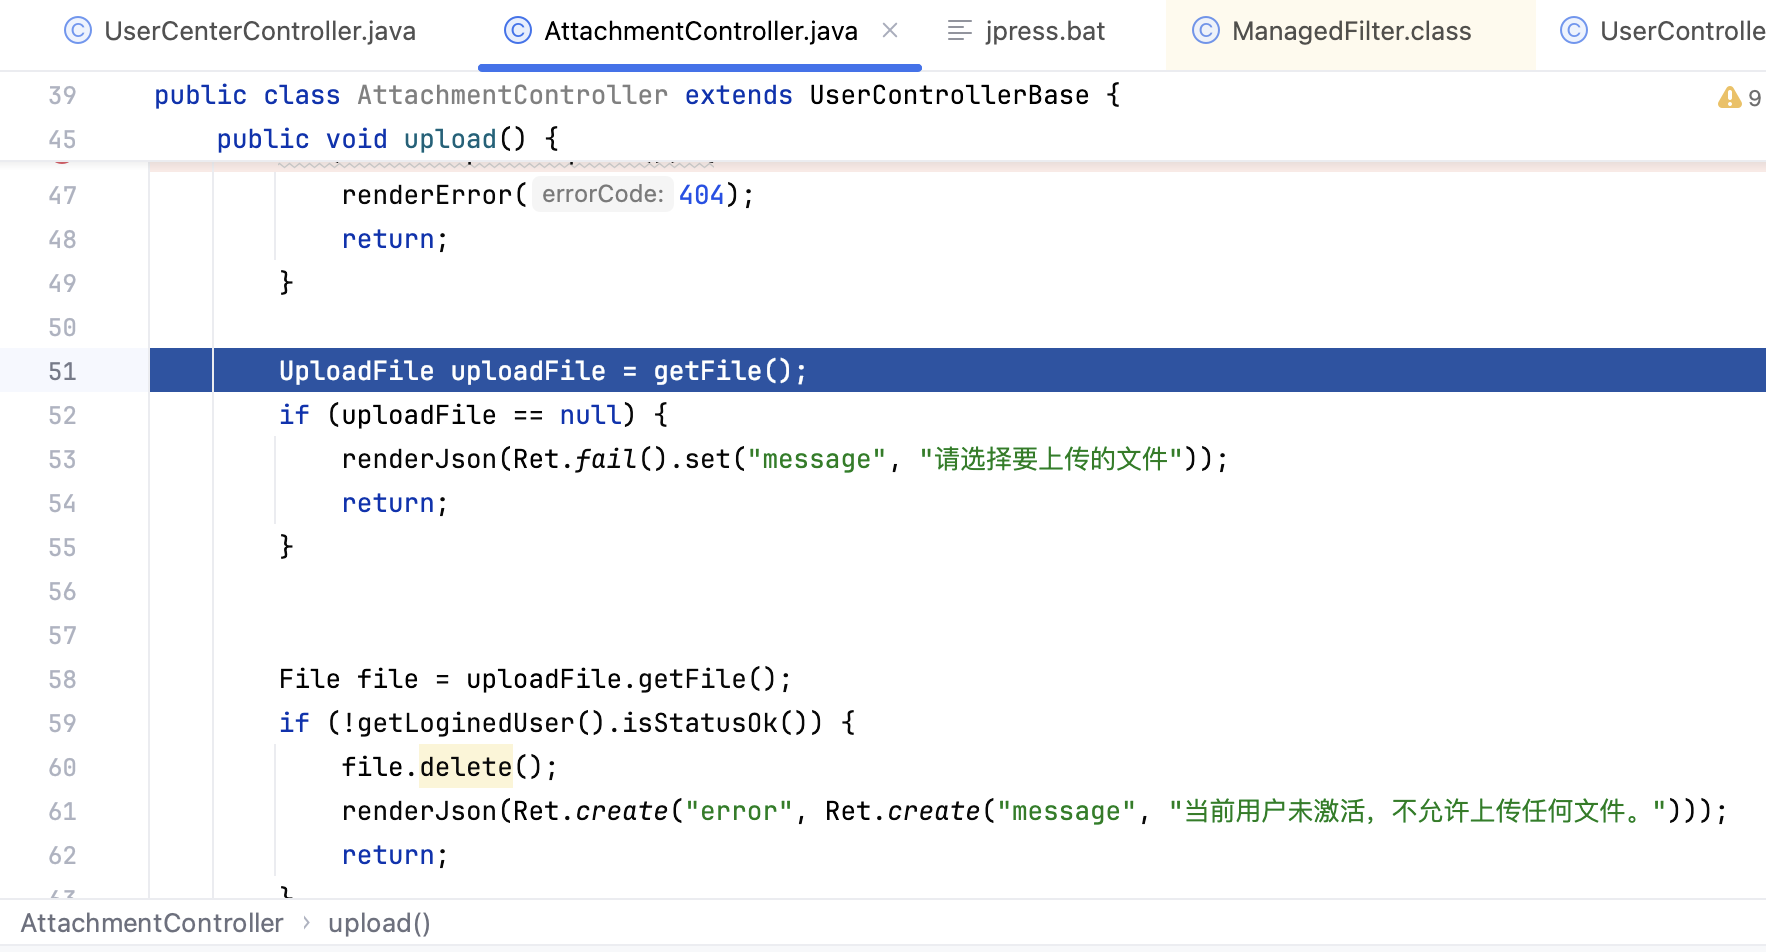 UserCenterController.java AttachmentController.java jpress.bat ManagedFilter.class UserControlle
39 public class AttachmentController extends UserControllerBase { 9
45 public void upload() {
47 renderError( errorCode: 404);
48 return;
49 }
50
51 UploadFile uploadFile = getFile();
52 if (uploadFile == null) {
53 renderJson(Ret.fail().set("message", "请选择要上传的文件"));
54 return;
55 }
56
57
58 File file = uploadFile.getFile();
59 if (!getLoginedUser().isStatusOk()) {
60 file.delete();
61 renderJson(Ret.create("error", Ret.create("message", "当前用户未激活，不允许上传任何文件。")));
62 return;
63 }
AttachmentController › upload()